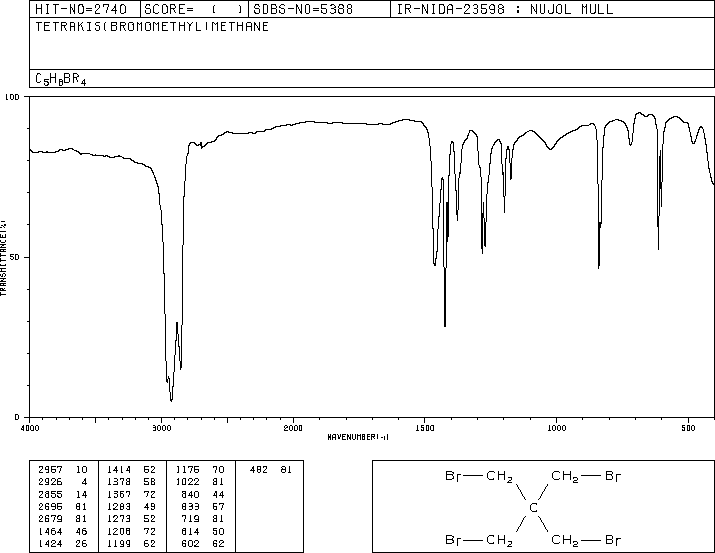 HIT-NO=2740 SCORE= ( ) SDBS-NO=5388 IR-NIDA-23598 : NUJOL MULL
TETRAKIS(BROMOMETHYL)METHANE
C5H8BR4
100
TRANSMITTANCE(%)
50
0
4000 3000 2000 1500 1000 500
WAVENUMBER(-1)
2957 10 1414 52 1176 70 482 81
2926 4 1378 58 1022 81
2855 14 1367 72 840 44
2695 81 1283 49 833 57
2679 81 1273 52 719 81
1464 46 1208 72 614 50
1424 26 1199 62 602 62
Br CH2 CH2 Br
C
Br CH2 CH2 Br